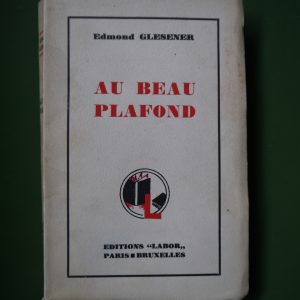 Edmond GLESENER
AU BEAU
PLAFOND
L
EDITIONS “LABOR„
PARIS BRUXELLES